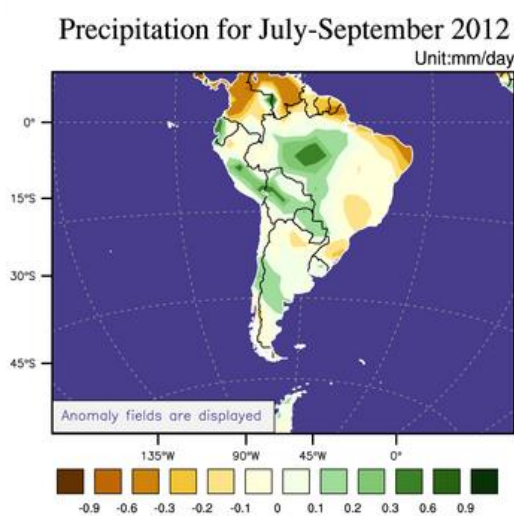 Precipitation for July-September 2012
Unit:mm/day
0°
15°S
30°S
45°S
Anomaly fields are displayed
135°W 90°W 45°W 0°
-0.9 -0.6 -0.3 -0.2 -0.1 0 0.1 0.2 0.3 0.6 0.9